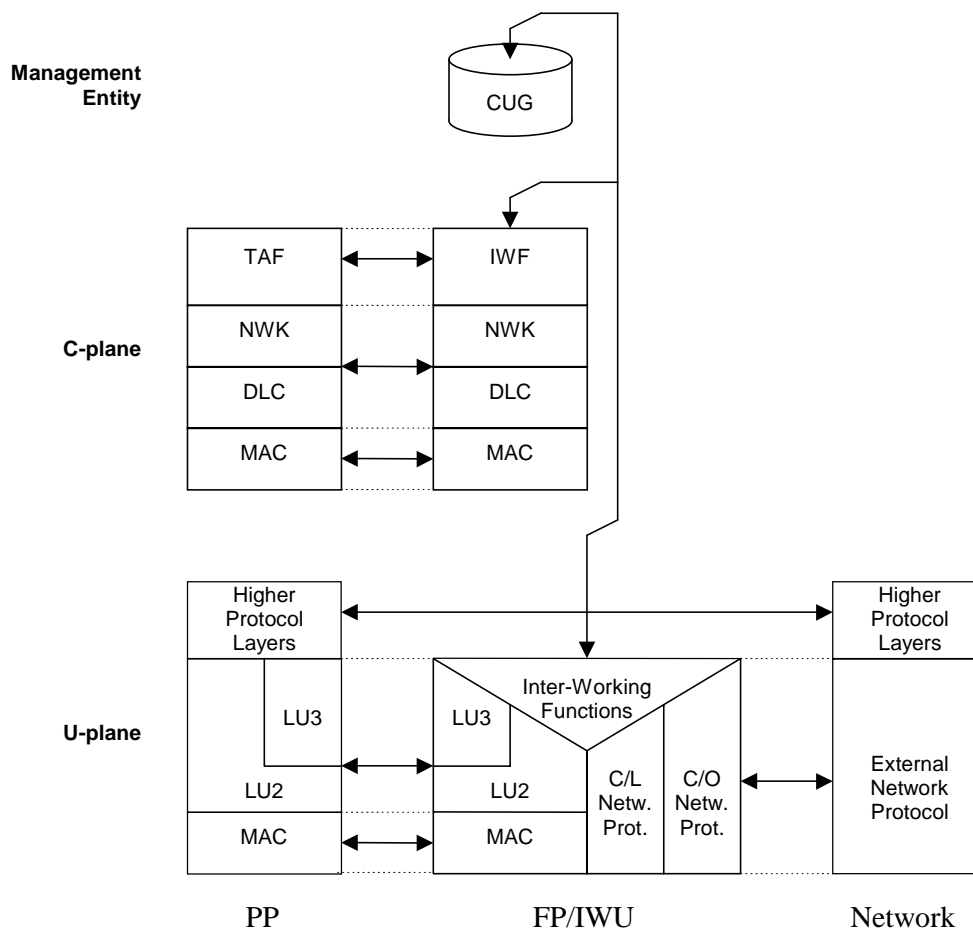 Management
Entity
CUG
TAF
IWF
C-plane
NWK
NWK
DLC
DLC
MAC
MAC
Higher
Protocol
Layers
Higher
Protocol
Layers
U-plane
LU3
LU2
MAC
LU3
LU2
MAC
Inter-Working
Functions
C/L
Netw.
Prot.
C/O
Netw.
Prot.
External
Network
Protocol
PP
FP/IWU
Network